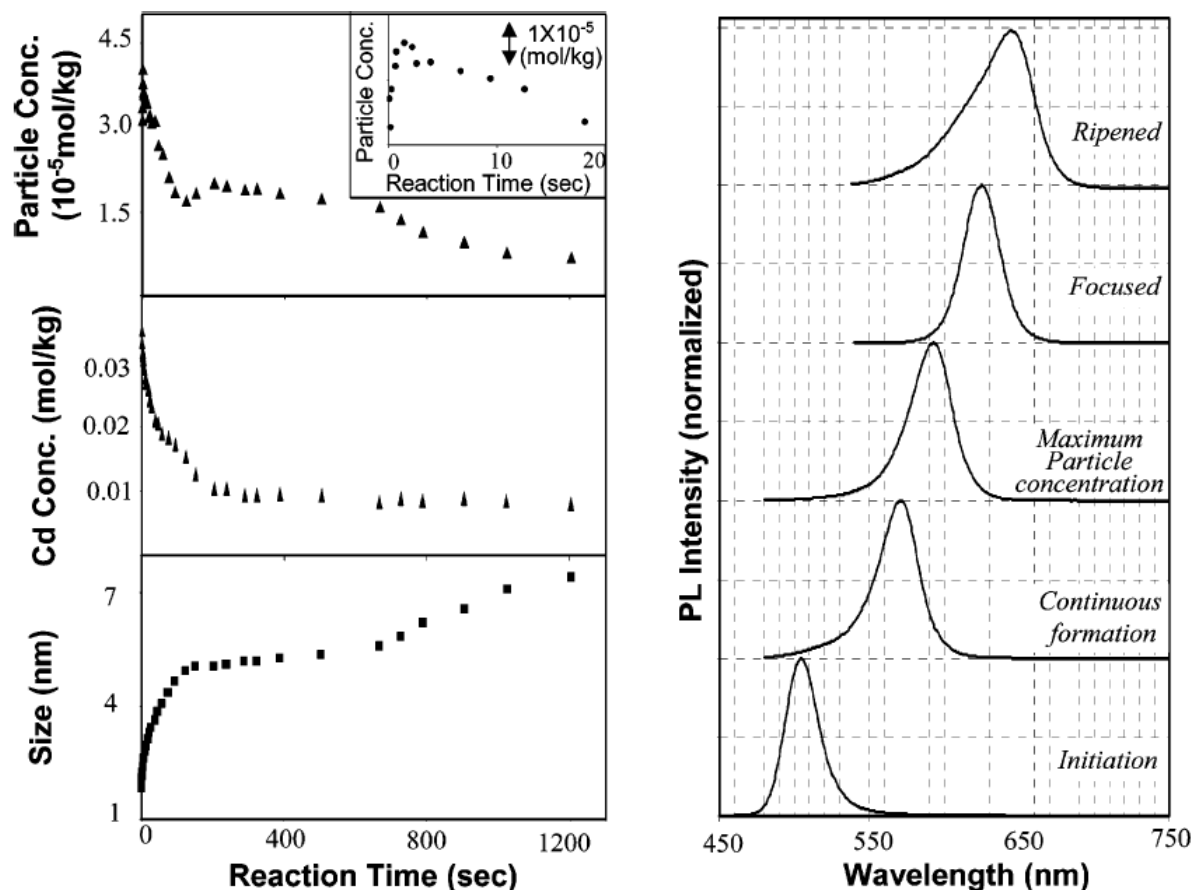 Particle Conc.
(10⁻⁵mol/kg)
4.5
3.0
1.5
Particle Conc.
1X10⁻⁵
(mol/kg)
0 10 20
Reaction Time (sec)
Cd Conc. (mol/kg)
0.03
0.02
0.01
Size (nm)
7
4
1
0 400 800 1200
Reaction Time (sec)
PL Intensity (normalized)
Ripened
Focused
Maximum
Particle
concentration
Continuous
formation
Initiation
450 550 650 750
Wavelength (nm)